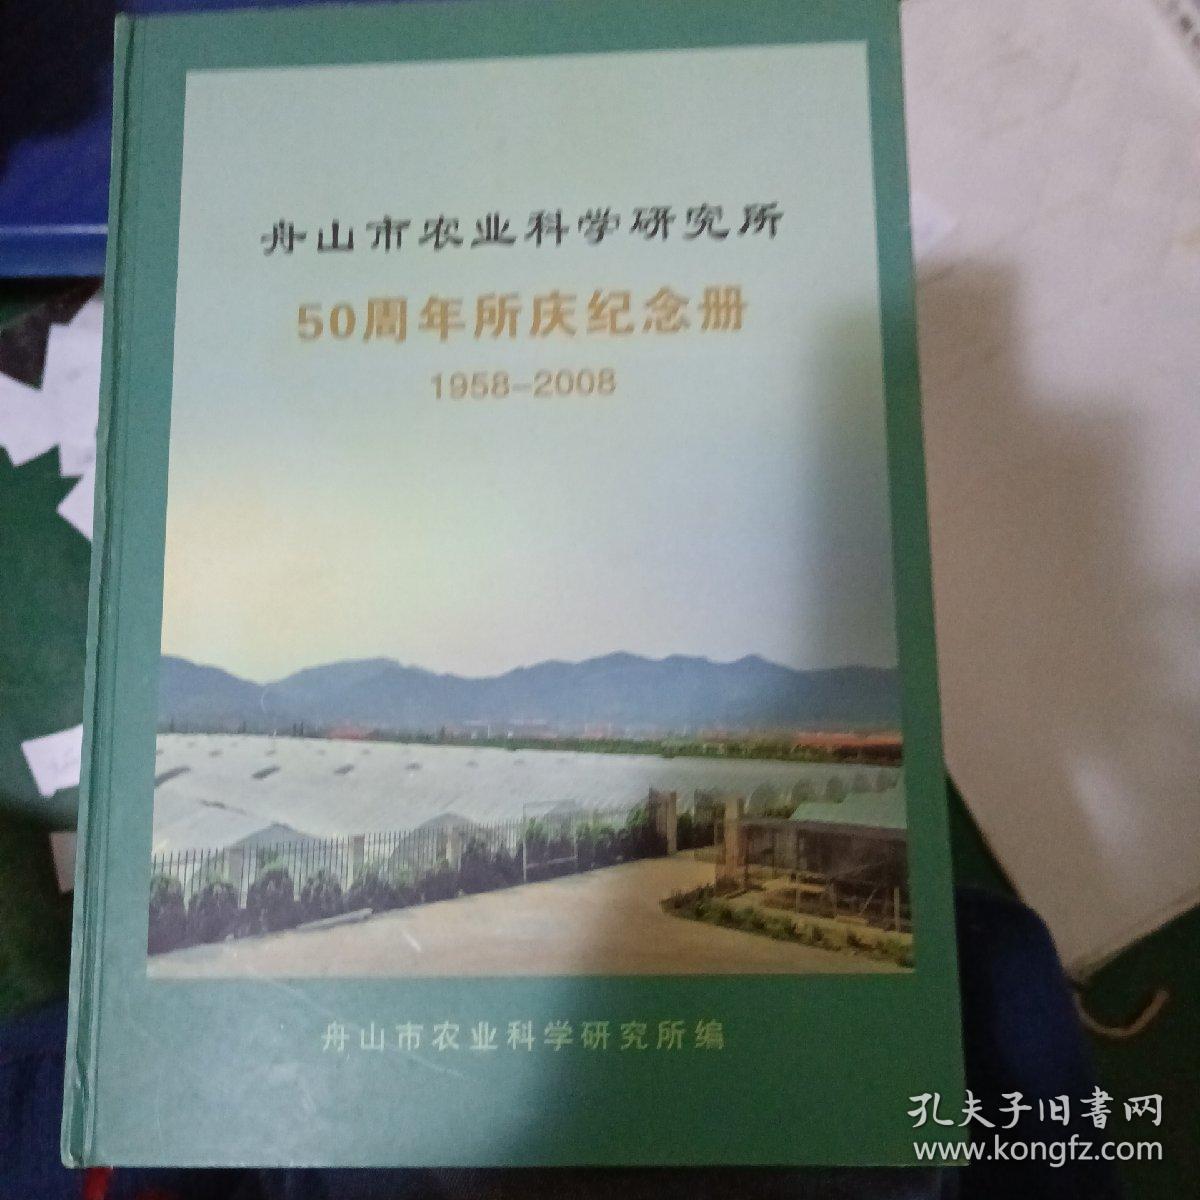 舟山市农业科学研究所
50周年所庆纪念册
1958-2008
舟山市农业科学研究所编
孔夫子旧書网
www.kongfz.com